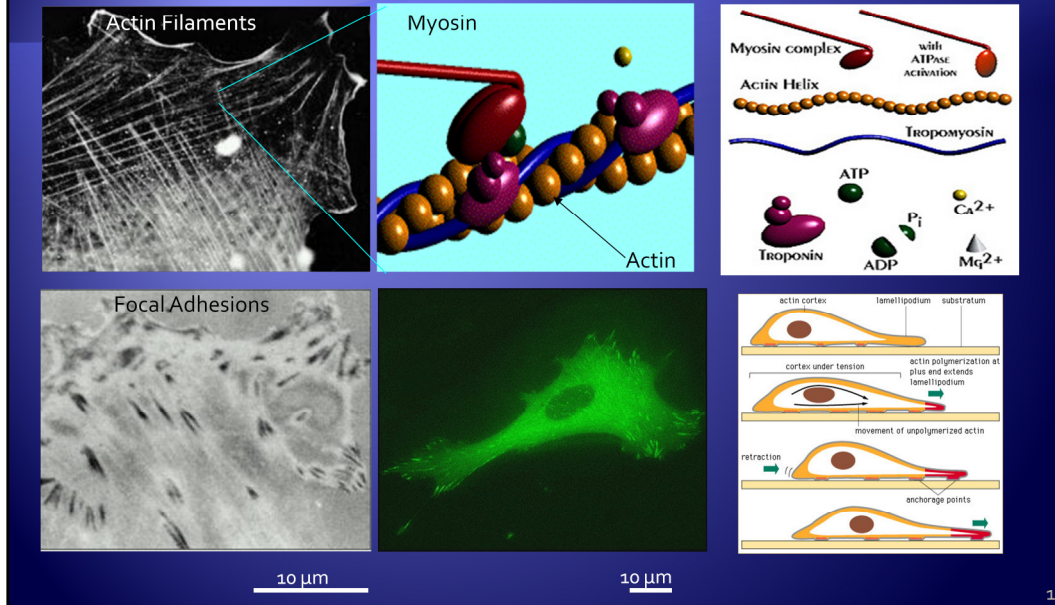 Actin Filaments
Myosin
Actin
Myosin complex
with
ATPase
activation
Actin Helix
Tropomyosin
ATP
Troponin
ADP
Pi
Ca2+
Mg2+
Focal Adhesions
actin cortex
lamellipodium
substratum
cortex under tension
actin polymerization at
plus end extends
lamellipodium
movement of unpolymerized actin
retraction
anchorage points
10 μm
10 μm
1